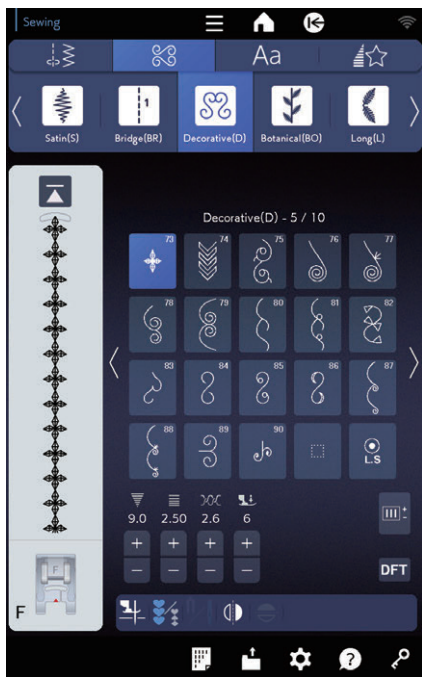 Sewing
Aa
1
Satin(S) Bridge(BR) Decorative(D) Botanical(BO) Long(L)
Decorative(D) - 5 / 10
73 74 75 76 77
78 79 80 81 82
83 84 85 86 87
88 89 90
L.S
9.0 2.50 2.6 6
+ + + +
− − − −
DFT
F
F
?